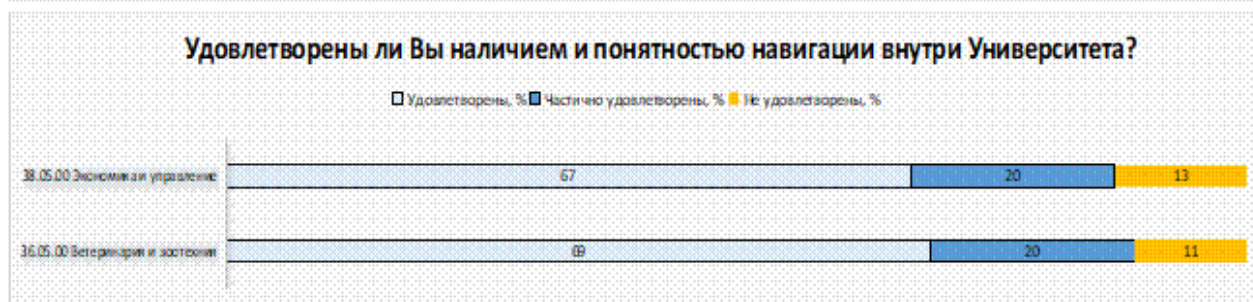 Удовлетворены ли Вы наличием и понятностью навигации внутри Университета?
Удовлетворены, % Частично удовлетворены, % Не удовлетворены, %
38.05.00 Экономика и управление 67 20 13
36.05.00 Ветеринария и зоотехния 69 20 11